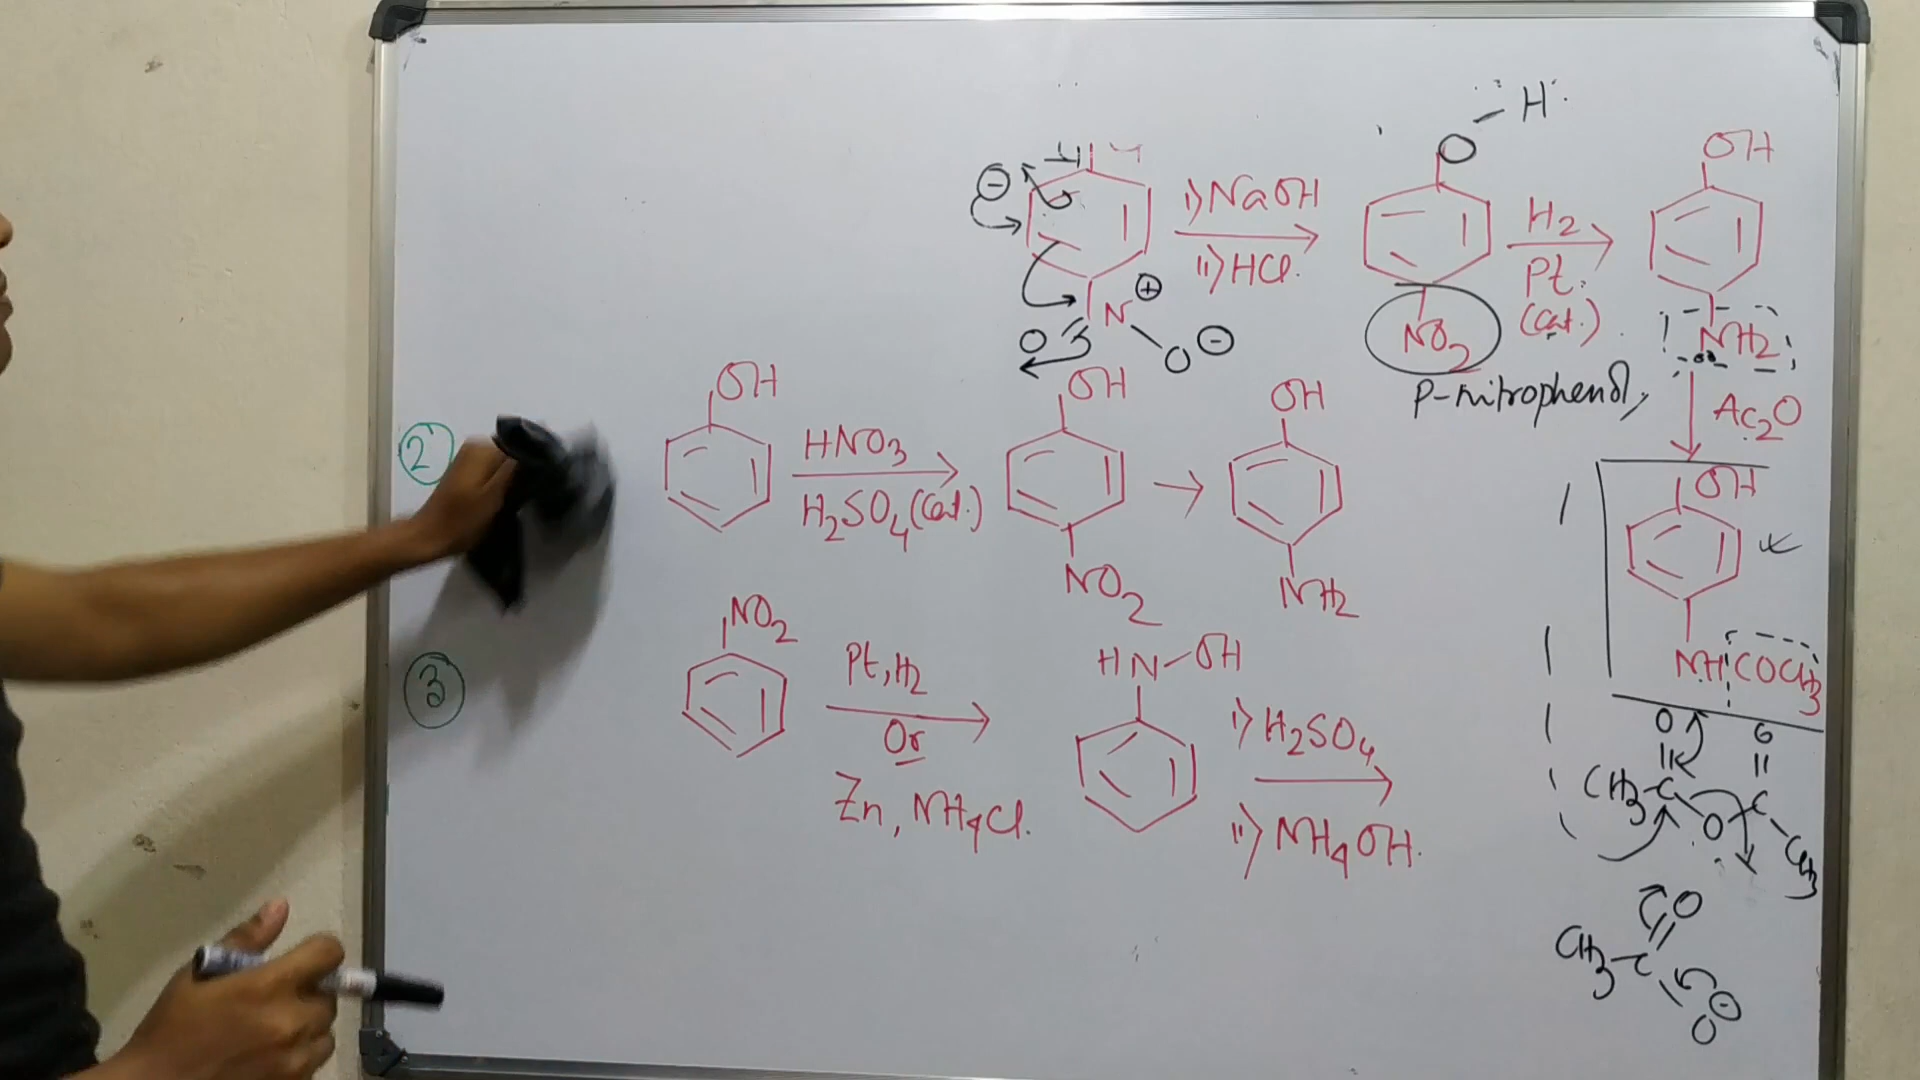 O-H
OH
i) NaOH
H2
ii) HCl.
Pt.
(Cat.)
N⊕
O
O⊖
NO2
NH2
p-nitrophenol,
Ac2O
OH
OH
OH
②
HNO3
H2SO4 (Cat.)
NO2
NH2
OH
NHCOCH3
③
NO2
Pt, H2
Or
Zn, NH4Cl.
HN-OH
i) H2SO4
ii) NH4OH.
O
CH3-C
O
C
CH3
O
CH3-C
O⊖